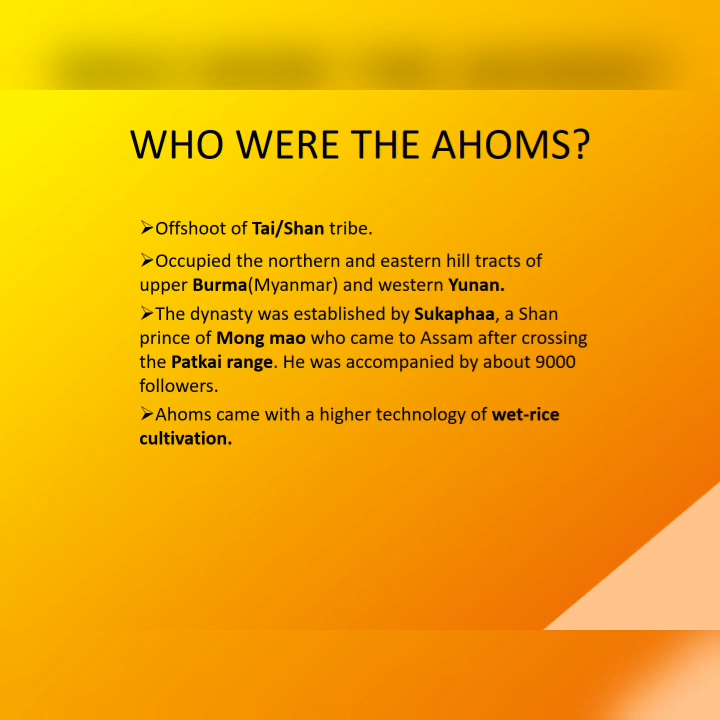 WHO WERE THE AHOMS?
➢Offshoot of Tai/Shan tribe.
➢Occupied the northern and eastern hill tracts of
upper Burma(Myanmar) and western Yunan.
➢The dynasty was established by Sukaphaa, a Shan
prince of Mong mao who came to Assam after crossing
the Patkai range. He was accompanied by about 9000
followers.
➢Ahoms came with a higher technology of wet-rice
cultivation.